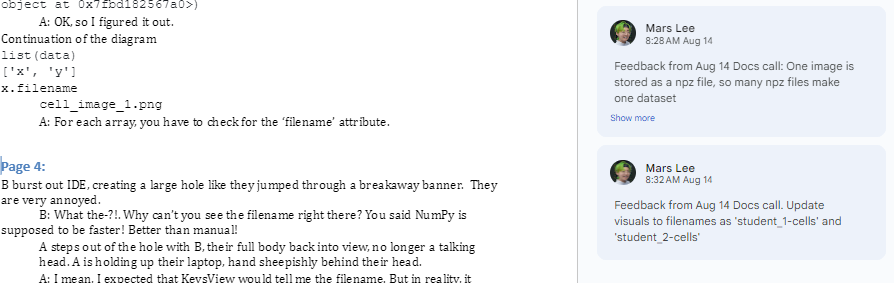 object at 0x7fbd182567a0>)
A: OK, so I figured it out.
Continuation of the diagram
list(data)
['x', 'y']
x.filename
cell_image_1.png
A: For each array, you have to check for the ‘filename’ attribute.
Page 4:
B burst out IDE, creating a large hole like they jumped through a breakaway banner. They
are very annoyed.
B: What the-?!. Why can’t you see the filename right there? You said NumPy is
supposed to be faster! Better than manual!
A steps out of the hole with B, their full body back into view, no longer a talking
head. A is holding up their laptop, hand sheepishly behind their head.
A: I mean, I expected that KeysView would tell me the filename. But in reality, it
Mars Lee
8:28 AM Aug 14
Feedback from Aug 14 Docs call: One image is
stored as a npz file, so many npz files make
one dataset
Show more
Mars Lee
8:32 AM Aug 14
Feedback from Aug 14 Docs call. Update
visuals to filenames as 'student_1-cells' and
'student_2-cells'